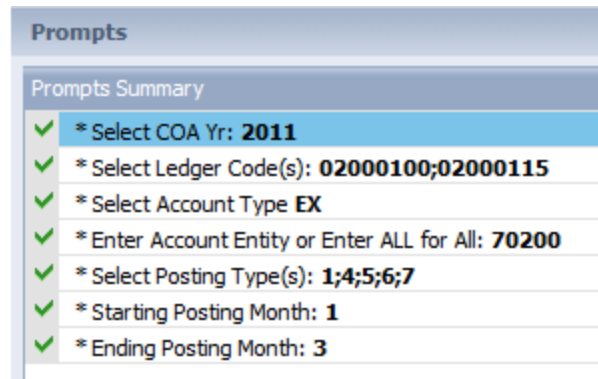 Prompts
Prompts Summary
* Select COA Yr: 2011
* Select Ledger Code(s): 02000100;02000115
* Select Account Type EX
* Enter Account Entity or Enter ALL for All: 70200
* Select Posting Type(s): 1;4;5;6;7
* Starting Posting Month: 1
* Ending Posting Month: 3